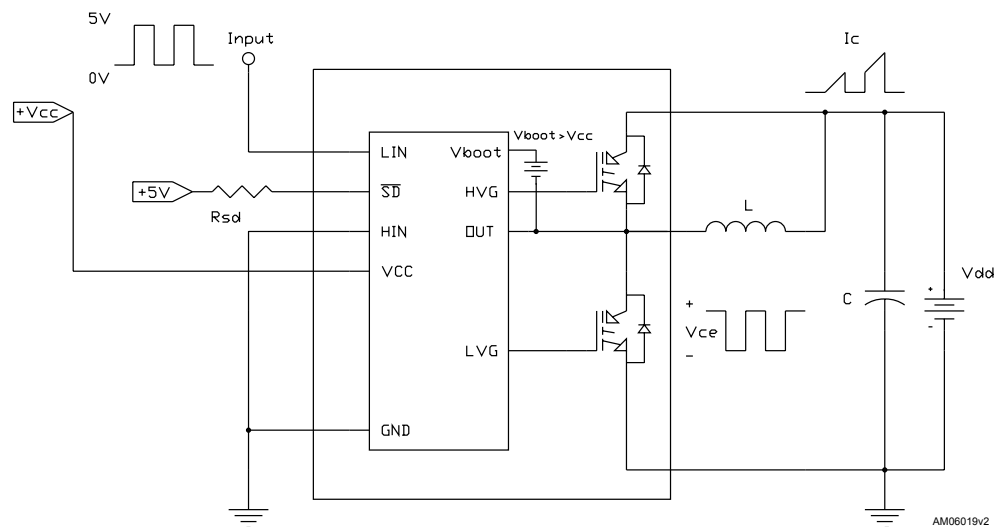 5V
0V
Input
Ic
+Vcc
Vboot>Vcc
LIN
Vboot
+5V
Rsd
SD
HVG
L
HIN
OUT
VCC
Vdd
+
C
+
-
+
Vce
-
LVG
GND
AM06019v2